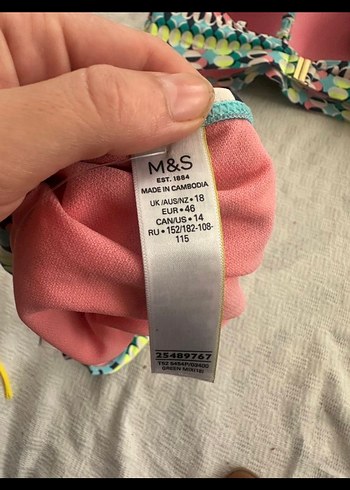 M&S
EST. 1884
MADE IN CAMBODIA
UK/AUS/NZ • 18
EUR • 46
CAN/US • 14
RU • 152/182-108-
115
25489767